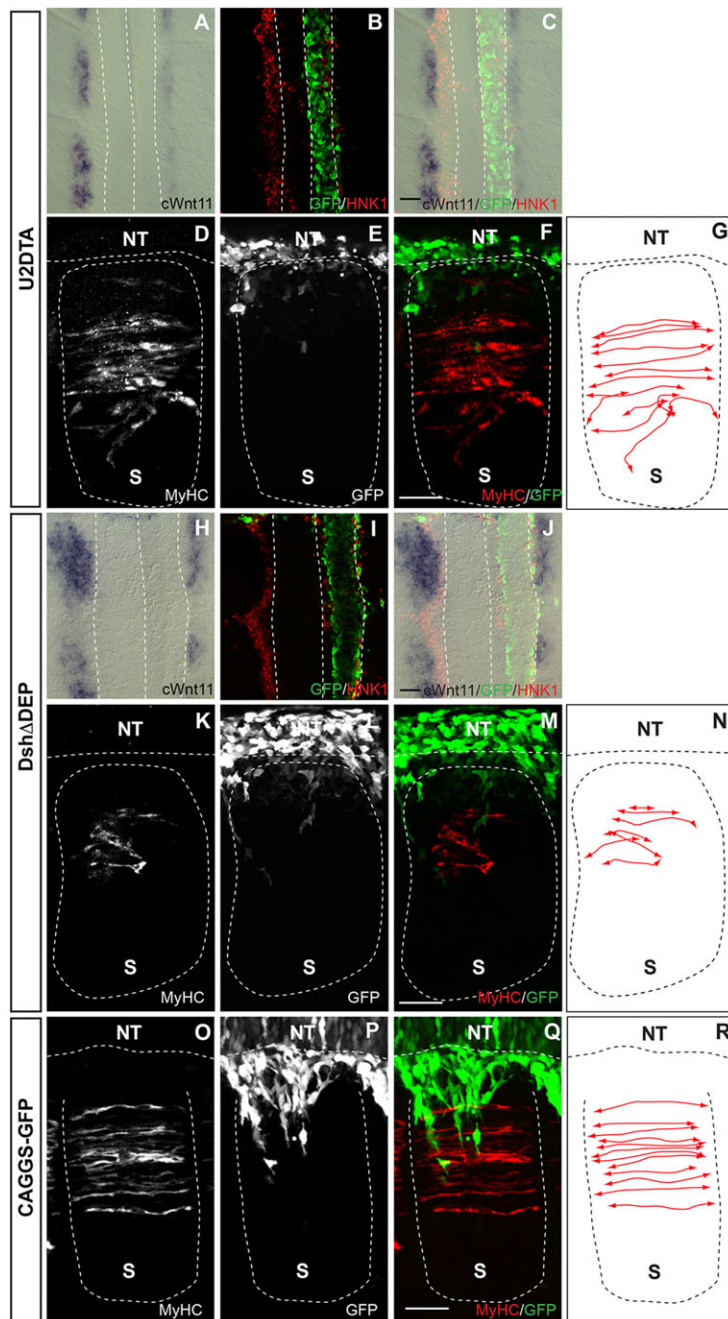 U2DTA
A
cWnt11
B
GFP/HNK1
C
cWnt11/GFP/HNK1
D
NT
S
MyHC
E
NT
GFP
F
NT
MyHC/GFP
G
S
DshΔDEP
H
cWnt11
I
GFP/HNK1
J
cWnt11/GFP/HNK1
K
NT
S
MyHC
L
NT
GFP
M
NT
MyHC/GFP
N
NT
S
CAGGS-GFP
O
NT
S
MyHC
P
NT
GFP
Q
NT
MyHC/GFP
R
NT
S